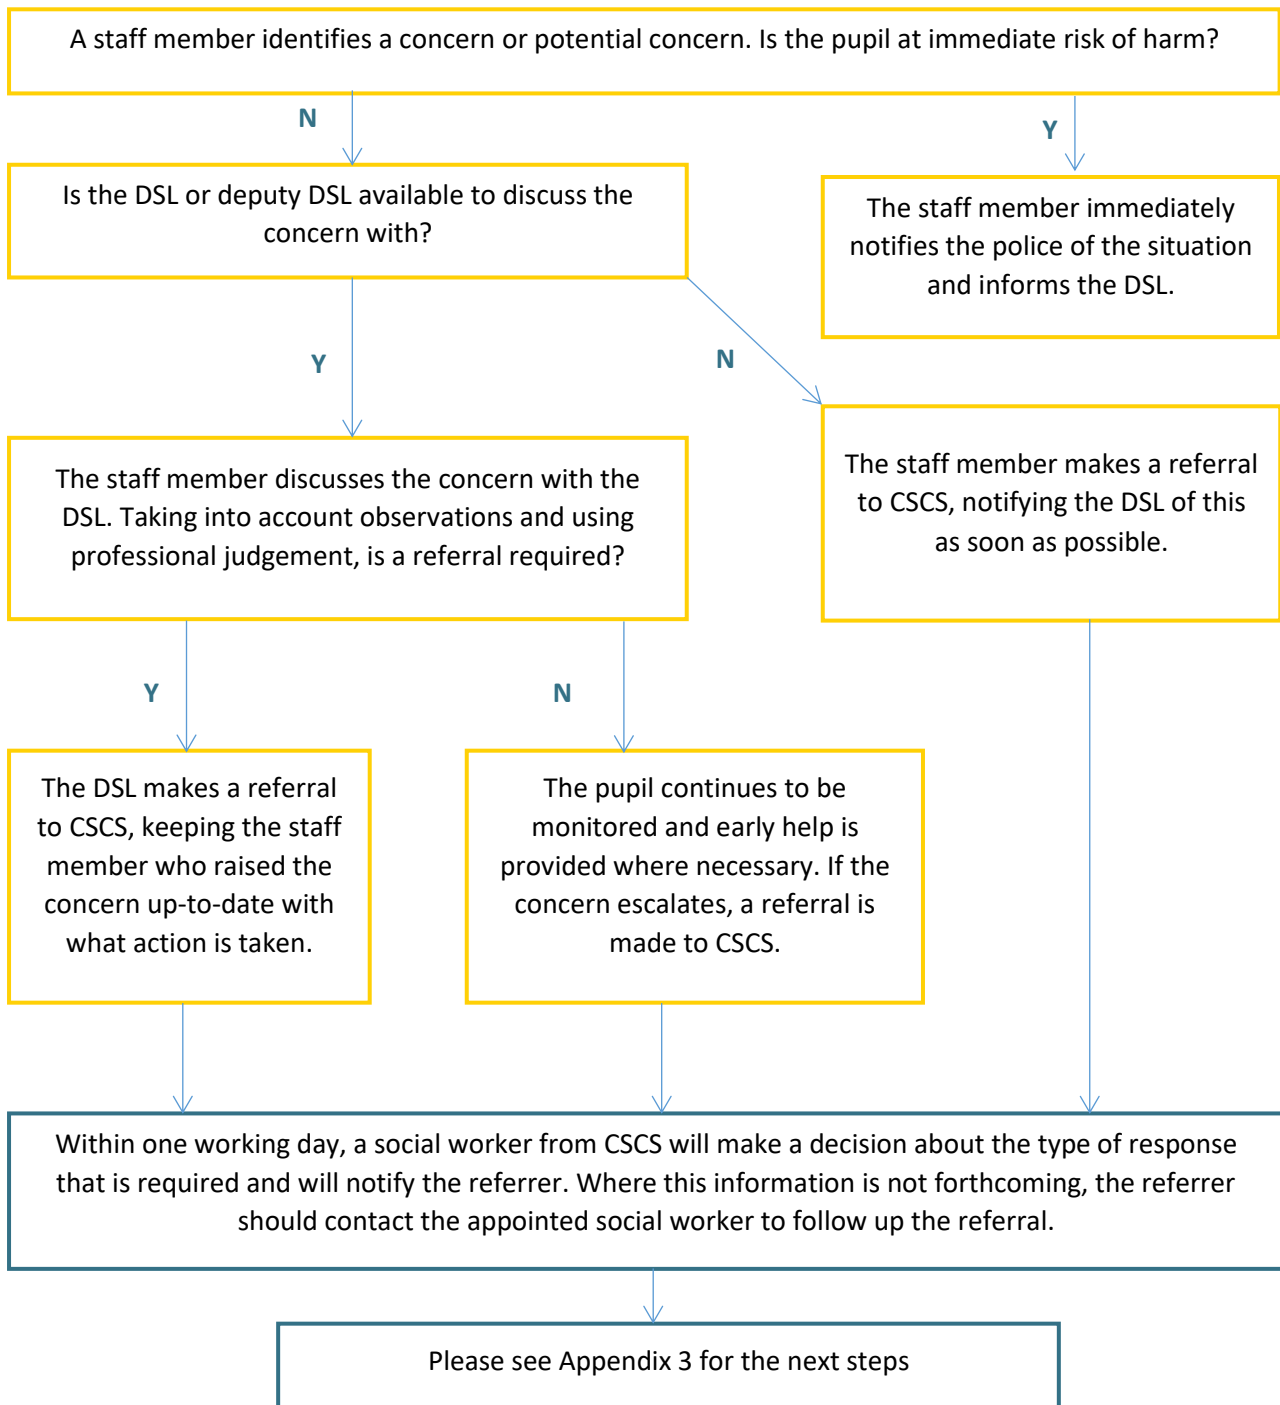 A staff member identifies a concern or potential concern. Is the pupil at immediate risk of harm?
N
Y
Is the DSL or deputy DSL available to discuss the
concern with?
The staff member immediately
notifies the police of the situation
and informs the DSL.
Y
N
The staff member discusses the concern with the
DSL. Taking into account observations and using
professional judgement, is a referral required?
The staff member makes a referral
to CSCS, notifying the DSL of this
as soon as possible.
Y
N
The DSL makes a referral
to CSCS, keeping the staff
member who raised the
concern up-to-date with
what action is taken.
The pupil continues to be
monitored and early help is
provided where necessary. If the
concern escalates, a referral is
made to CSCS.
Within one working day, a social worker from CSCS will make a decision about the type of response
that is required and will notify the referrer. Where this information is not forthcoming, the referrer
should contact the appointed social worker to follow up the referral.
Please see Appendix 3 for the next steps